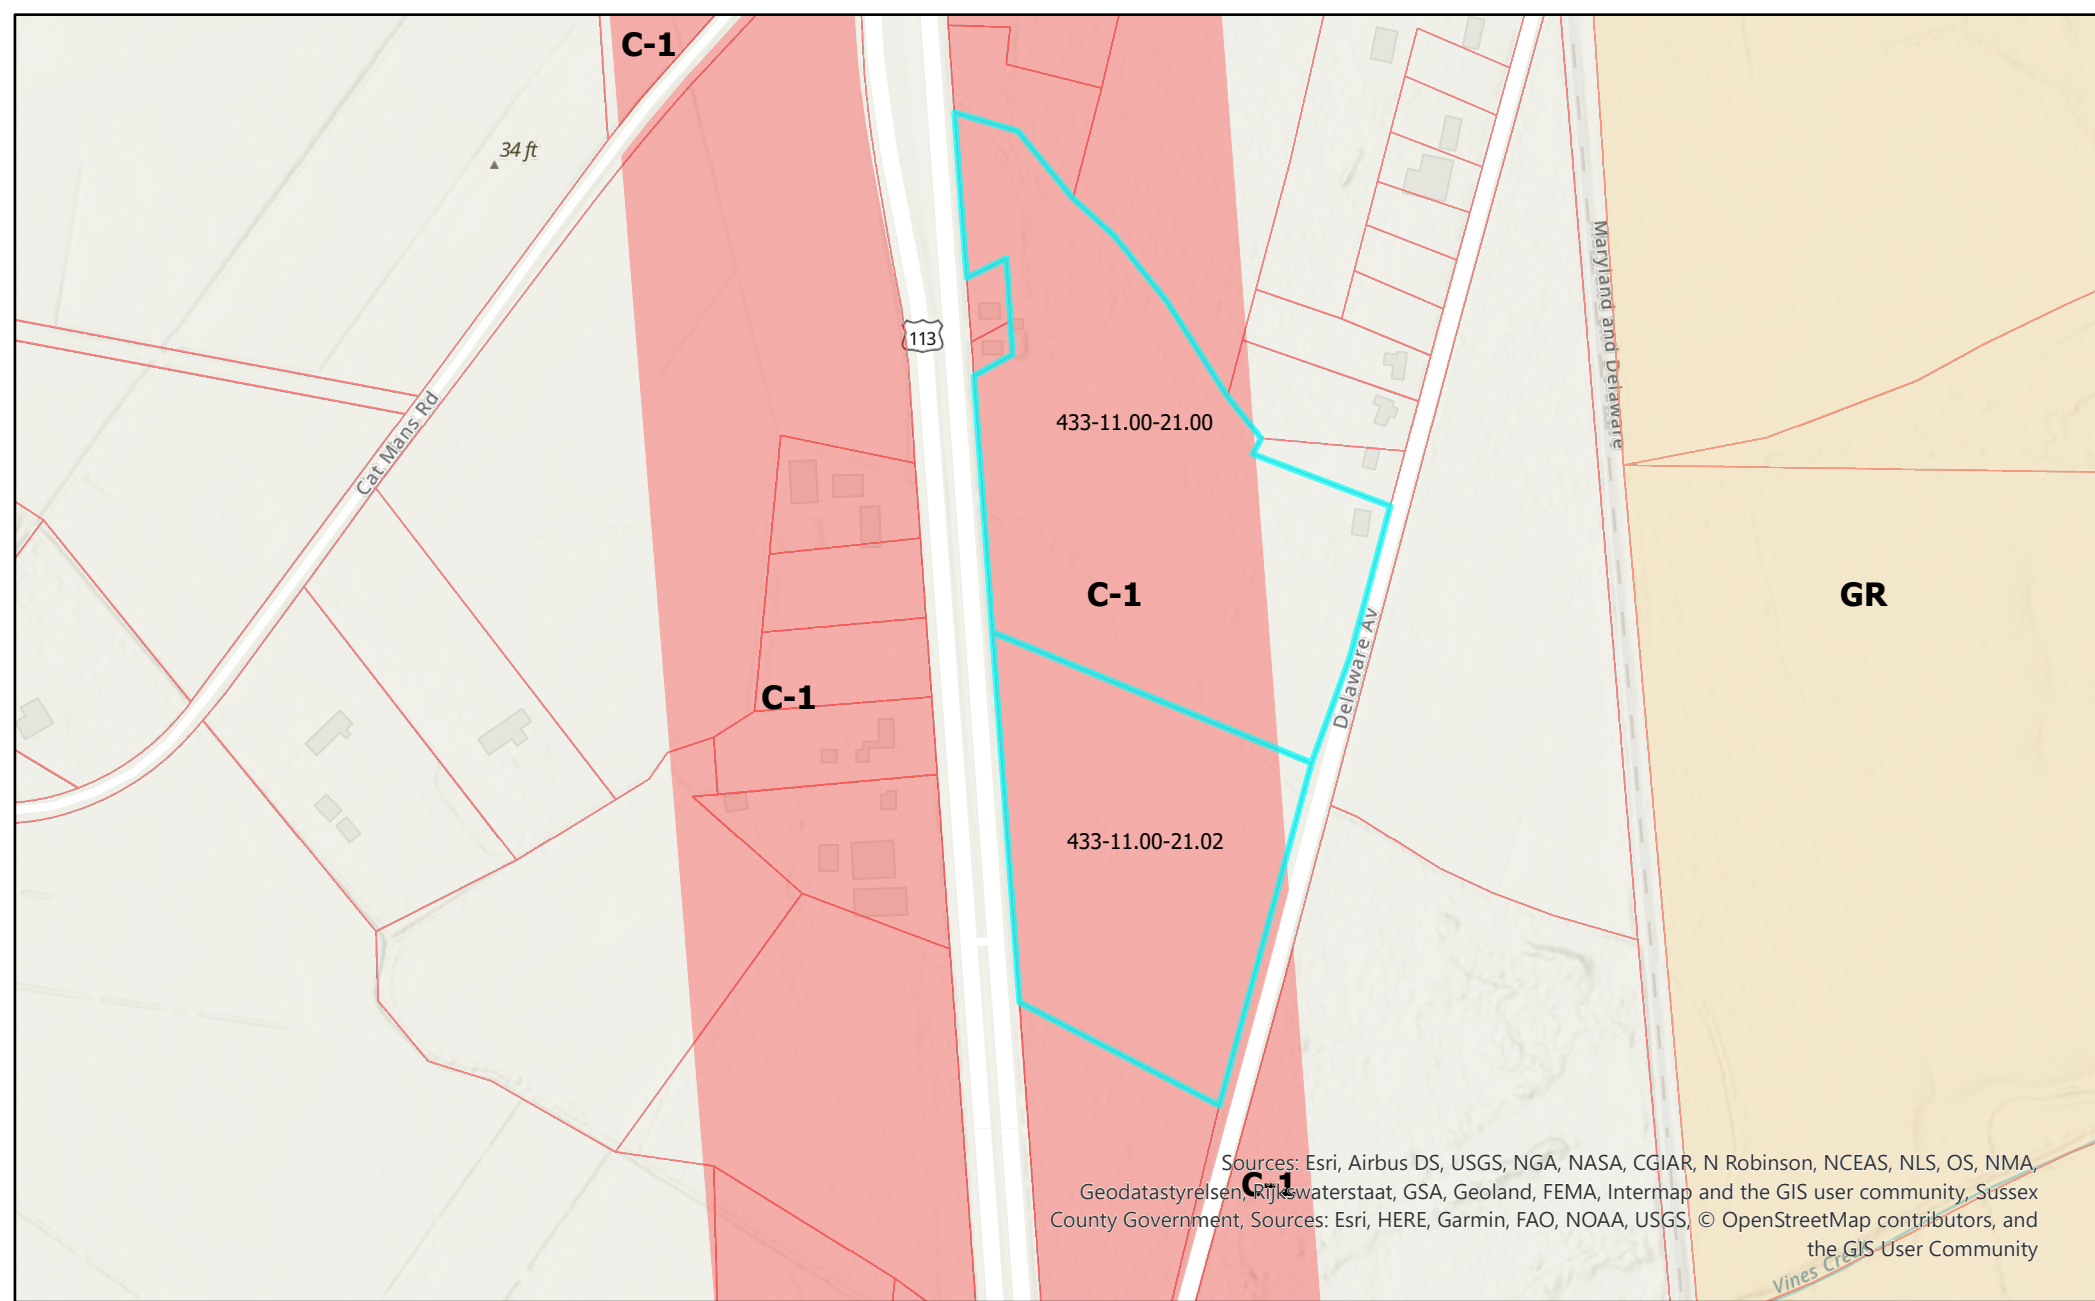 C-1
34 ft
Maryland and Delaware
113
Cat Mans Rd
433-11.00-21.00
C-1
GR
Delaware Av
C-1
433-11.00-21.02
C-1
Sources: Esri, Airbus DS, USGS, NGA, NASA, CGIAR, N Robinson, NCEAS, NLS, OS, NMA,
Geodatastyrelsen, Rijkswaterstaat, GSA, Geoland, FEMA, Intermap and the GIS user community, Sussex
County Government, Sources: Esri, HERE, Garmin, FAO, NOAA, USGS, © OpenStreetMap contributors, and
the GIS User Community
Vines Creek